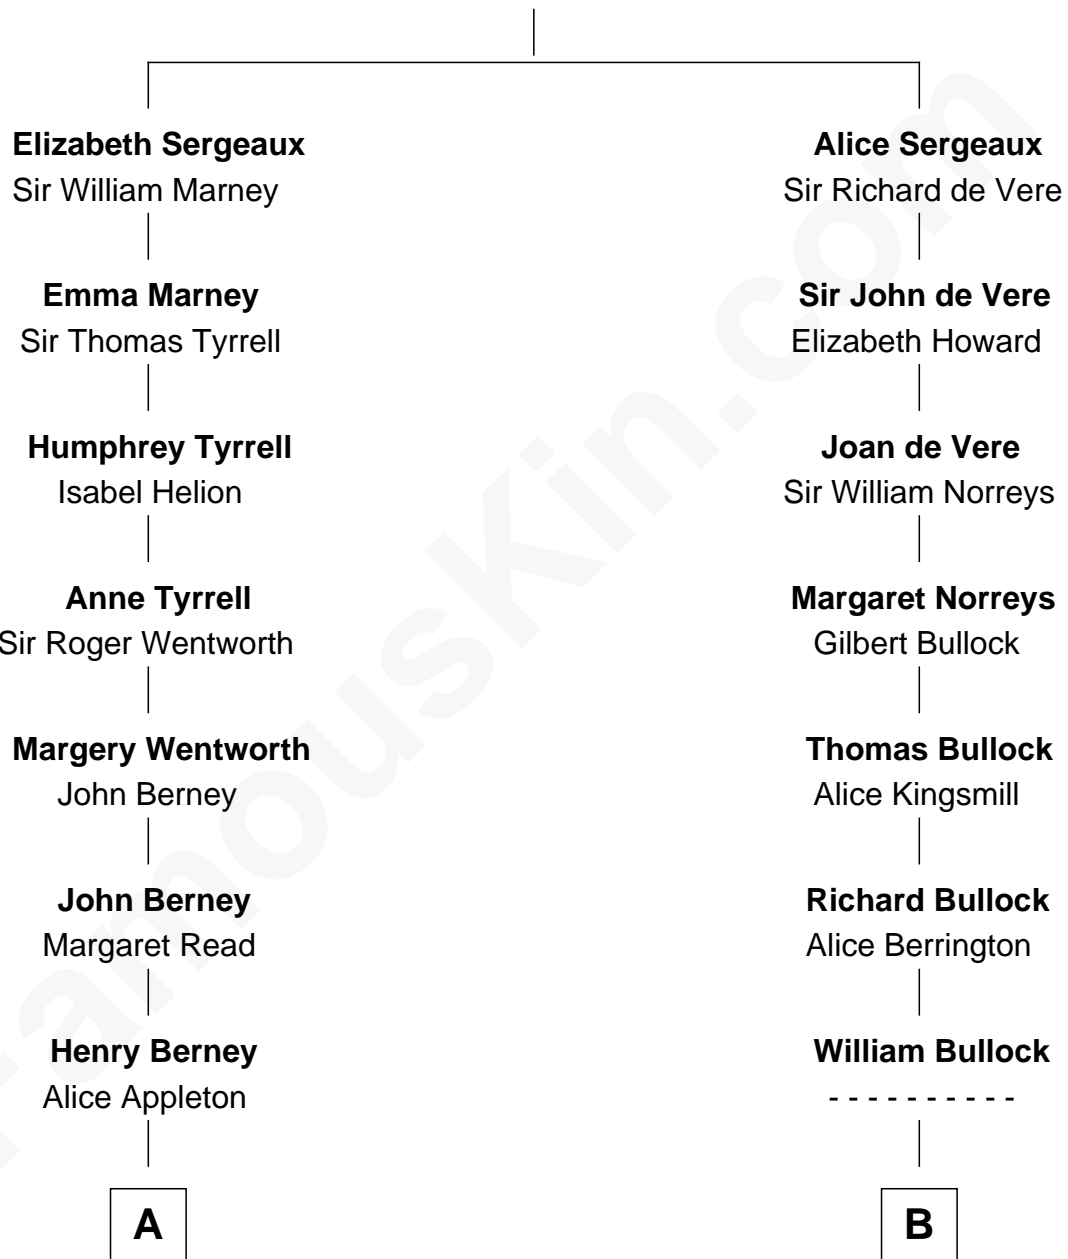 Elizabeth Sergeaux
Sir William Marney
Emma Marney
Sir Thomas Tyrrell
Humphrey Tyrrell
Isabel Helion
Anne Tyrrell
Sir Roger Wentworth
Margery Wentworth
John Berney
John Berney
Margaret Read
Henry Berney
Alice Appleton
A
Alice Sergeaux
Sir Richard de Vere
Sir John de Vere
Elizabeth Howard
Joan de Vere
Sir William Norreys
Margaret Norreys
Gilbert Bullock
Thomas Bullock
Alice Kingsmill
Richard Bullock
Alice Berrington
William Bullock
- - - - - - - - - -
B
FamousKin.com